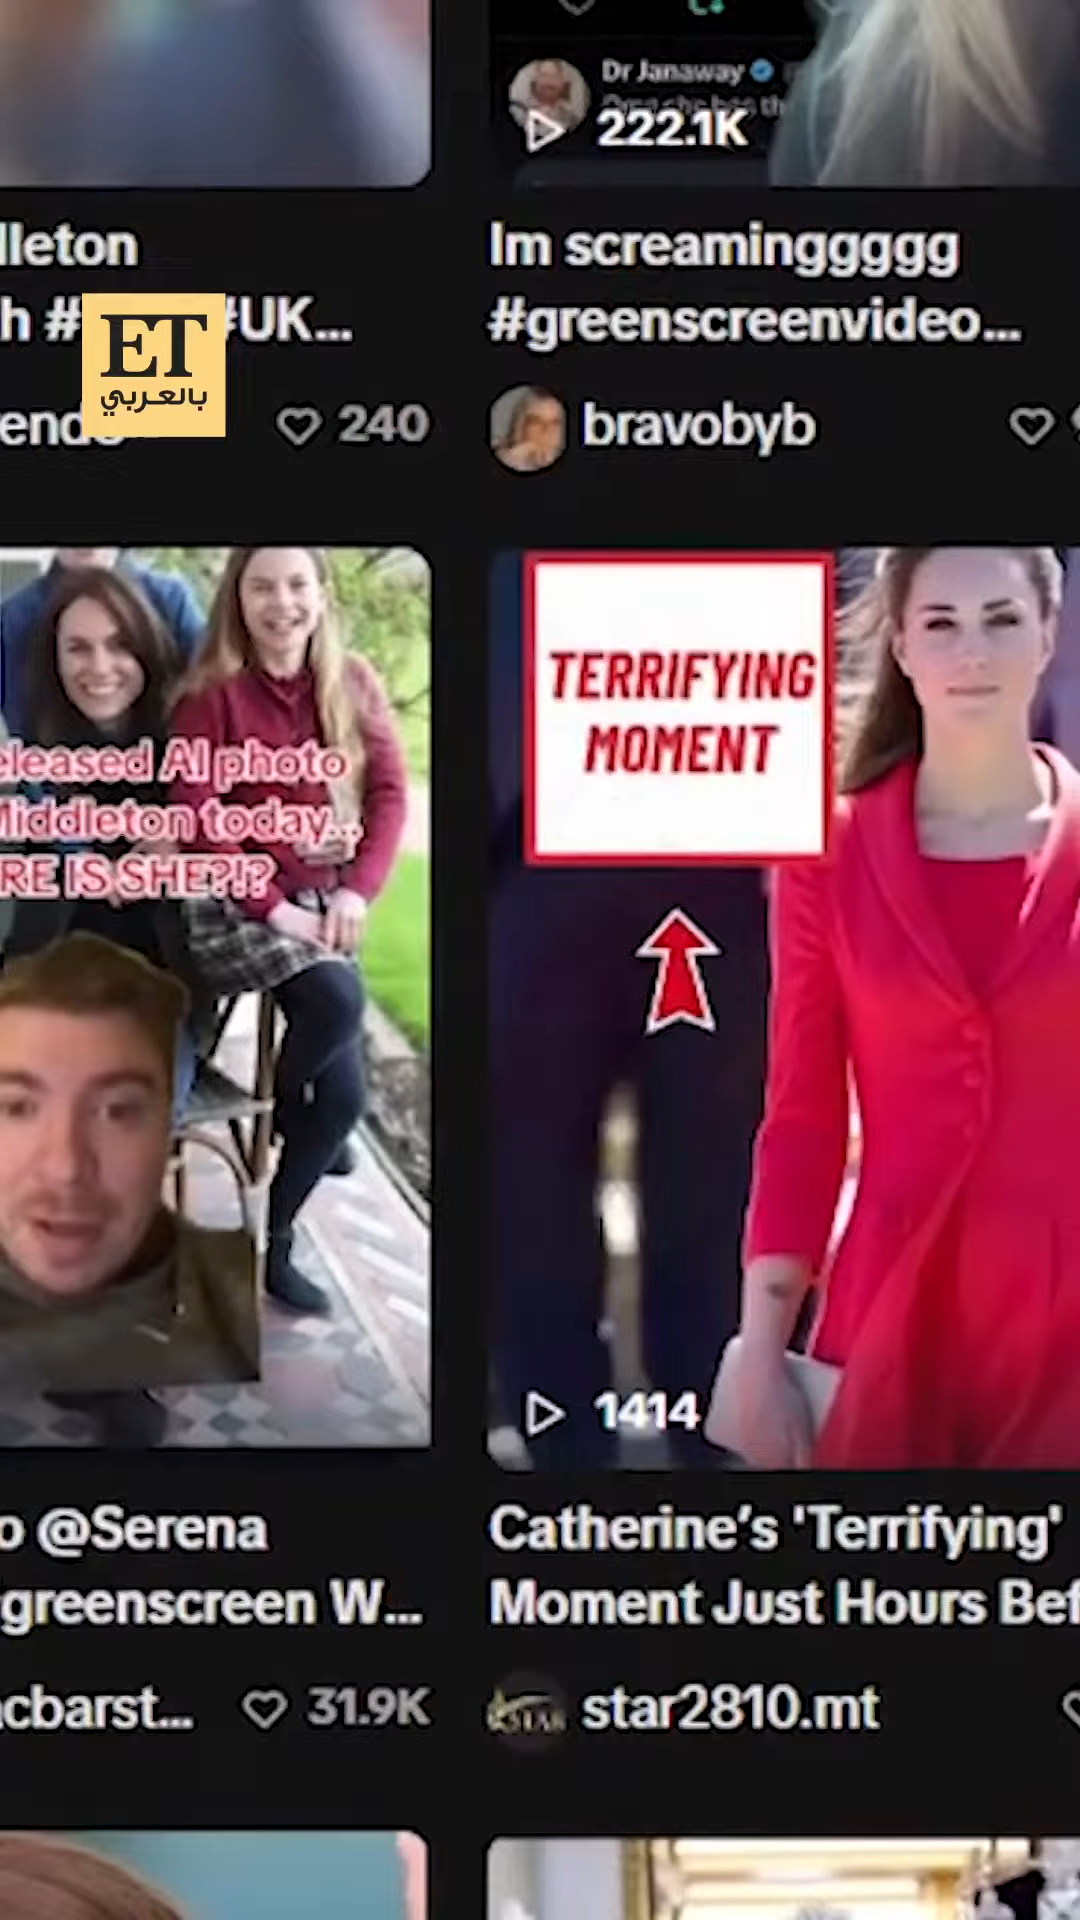 Dr Janaway
222.1K
lleton
h #
#UK...
240
Im screaminggggg
#greenscreenvideo...
bravobyb
ET
بالعربي
eleased AI photo
Middleton today...
RE IS SHE?!?
TERRIFYING
MOMENT
1414
o @Serena
greenscreen W...
cbarst...
31.9K
Catherine's 'Terrifying'
Moment Just Hours Bef
STAR
star2810.mt